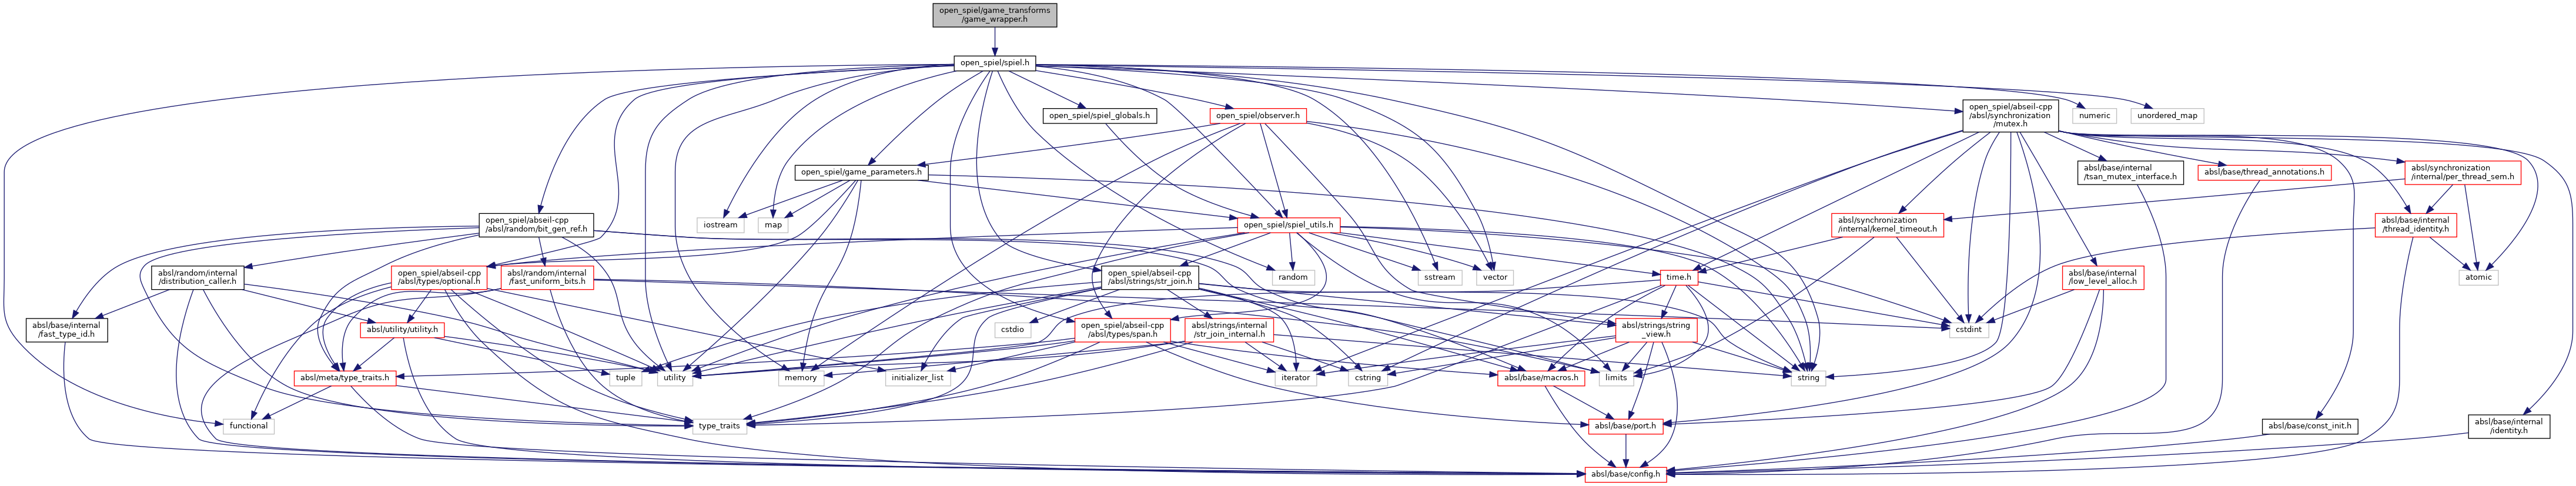 open_spiel/game_transforms
/game_wrapper.h
open_spiel/spiel.h
open_spiel/spiel_globals.h
open_spiel/observer.h
open_spiel/abseil-cpp
/absl/synchronization
/mutex.h
numeric
unordered_map
open_spiel/game_parameters.h
absl/base/internal
/tsan_mutex_interface.h
absl/base/thread_annotations.h
absl/synchronization
/internal/per_thread_sem.h
open_spiel/abseil-cpp
/absl/random/bit_gen_ref.h
iostream
map
open_spiel/spiel_utils.h
absl/synchronization
/internal/kernel_timeout.h
absl/base/internal
/thread_identity.h
absl/random/internal
/distribution_caller.h
open_spiel/abseil-cpp
/absl/types/optional.h
absl/random/internal
/fast_uniform_bits.h
open_spiel/abseil-cpp
/absl/strings/str_join.h
random
sstream
vector
time.h
absl/base/internal
/low_level_alloc.h
atomic
absl/base/internal
/fast_type_id.h
absl/utility/utility.h
cstdio
open_spiel/abseil-cpp
/absl/types/span.h
absl/strings/internal
/str_join_internal.h
absl/strings/string
_view.h
cstdint
absl/meta/type_traits.h
tuple
utility
memory
initializer_list
iterator
cstring
absl/base/macros.h
limits
string
functional
type_traits
absl/base/port.h
absl/base/const_init.h
absl/base/internal
/identity.h
absl/base/config.h